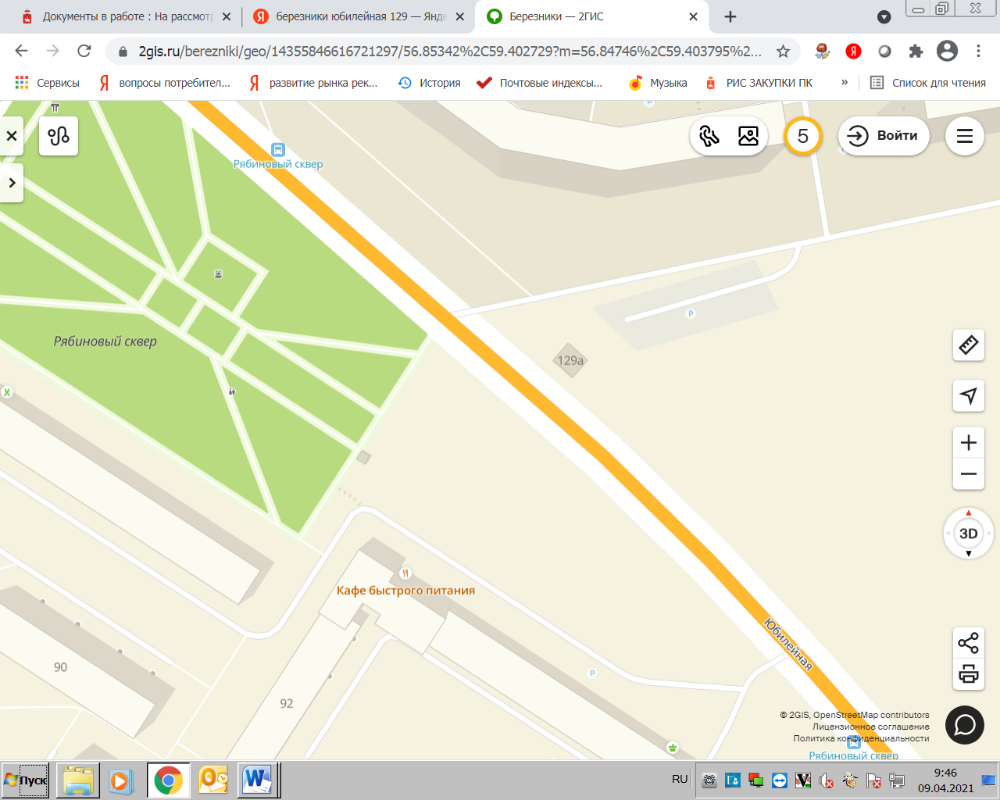 Документы в работе : На рассмотр
березники юбилейная 129 — Янде
Березники — 2ГИС
2gis.ru/berezniki/geo/14355846616721297/56.85342%2C59.402729?m=56.84746%2C59.403795%2...
Сервисы
вопросы потребител...
развитие рынка рек...
История
Почтовые индексы...
Музыка
РИС ЗАКУПКИ ПК
»
Список для чтения
5
Войти
Рябиновый сквер
P
Рябиновый сквер
129а
3D
Кафе быстрого питания
Юбилейная
90
P
92
© 2GIS, OpenStreetMap contributors
Лицензионное соглашение
Политика конфиденциальности
Рябиновый сквер
Пуск
RU
9:46
09.04.2021